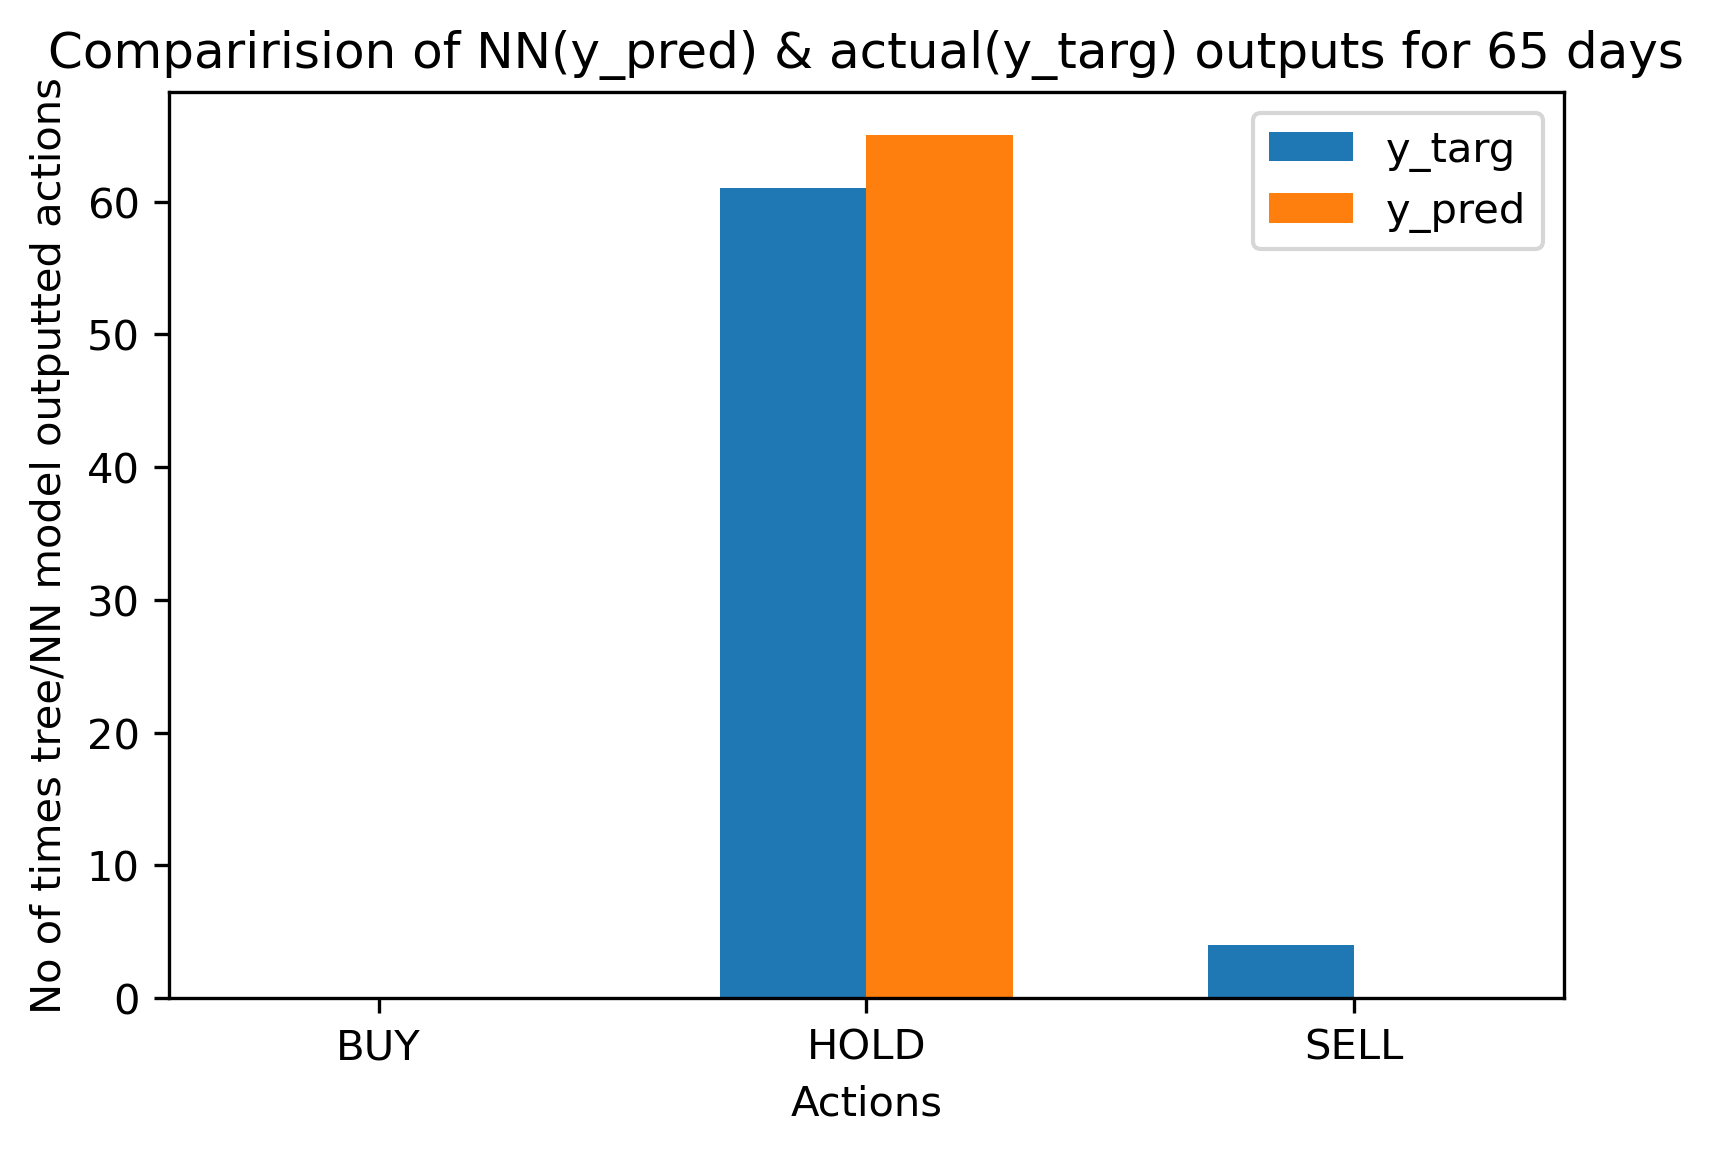 Comparirision of NN(y_pred) & actual(y_targ) outputs for 65 days
No of times tree/NN model outputted actions
60
50
40
30
20
10
0
y_targ
y_pred
BUY
HOLD
SELL
Actions